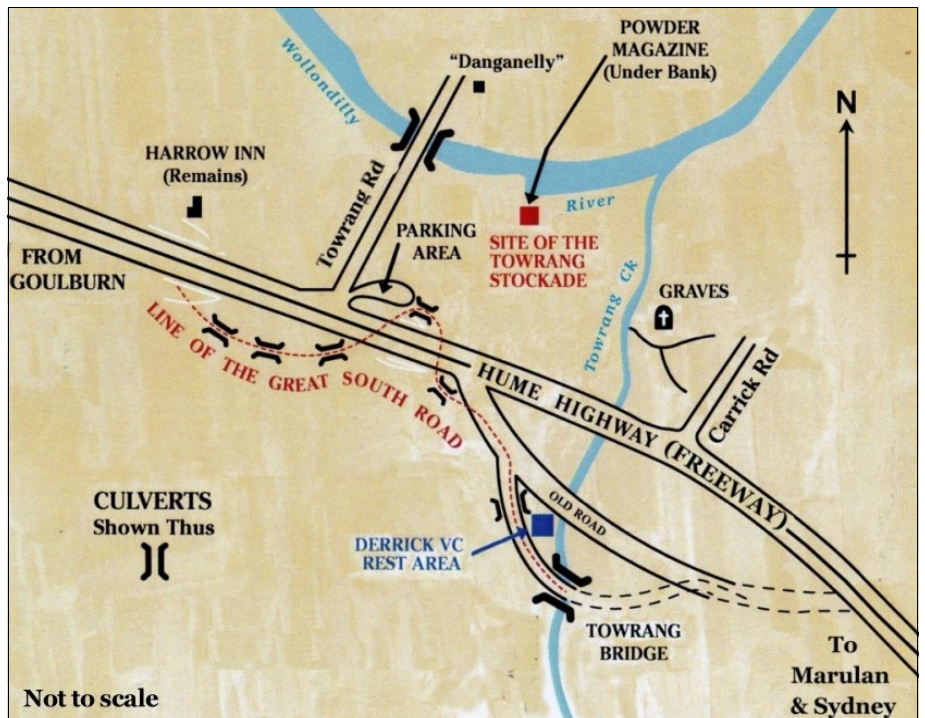 POWDER
MAGAZINE
(Under Bank)
"Danganelly"
Wollondilly
N
HARROW INN
(Remains)
Towrang Rd
River
PARKING
AREA
SITE OF THE
TOWRANG
STOCKADE
FROM
GOULBURN
Towrang Ck
GRAVES
LINE OF THE GREAT SOUTH ROAD
Carrick Rd
HUME HIGHWAY (FREEWAY)
CULVERTS
Shown Thus
OLD ROAD
DERRICK VC
REST AREA
TOWRANG
BRIDGE
To
Marulan
& Sydney
Not to scale